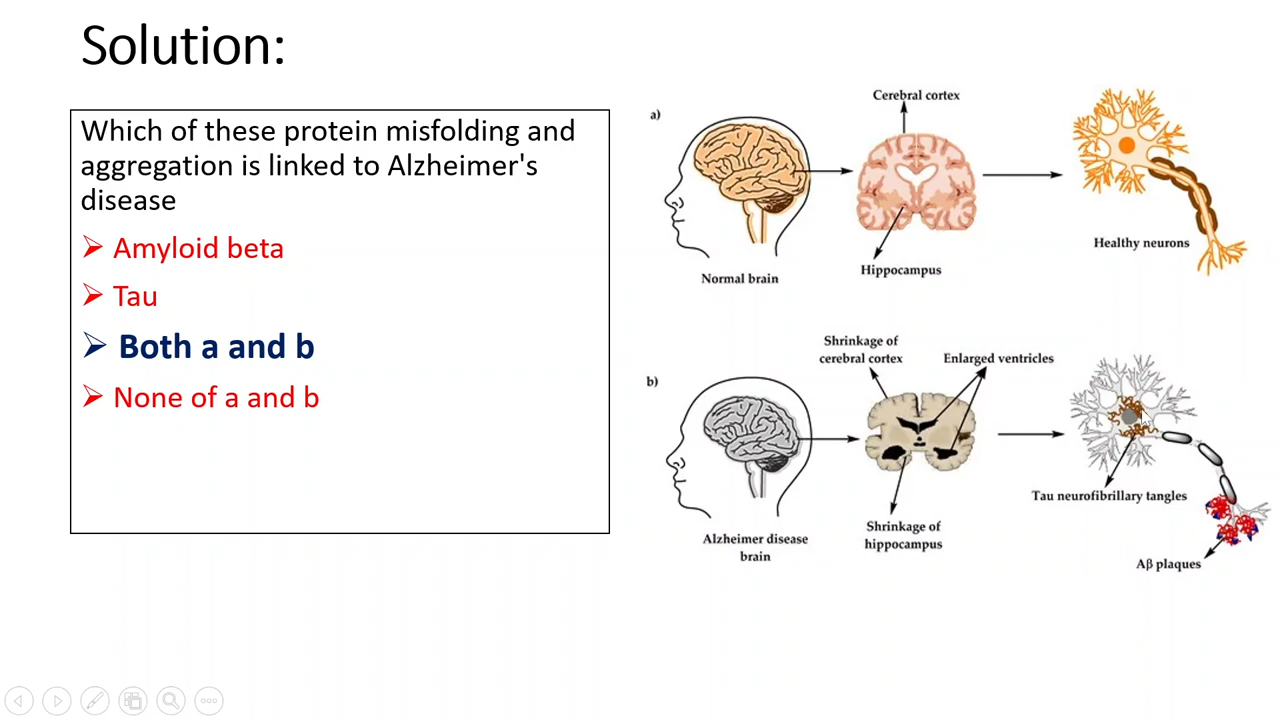 Solution:
Which of these protein misfolding and
aggregation is linked to Alzheimer's
disease
➢ Amyloid beta
➢ Tau
➢ Both a and b
➢ None of a and b
a)
Cerebral cortex
Hippocampus
Normal brain
Healthy neurons
b)
Shrinkage of
cerebral cortex
Enlarged ventricles
Tau neurofibrillary tangles
Shrinkage of
hippocampus
Alzheimer disease
brain
Aβ plaques